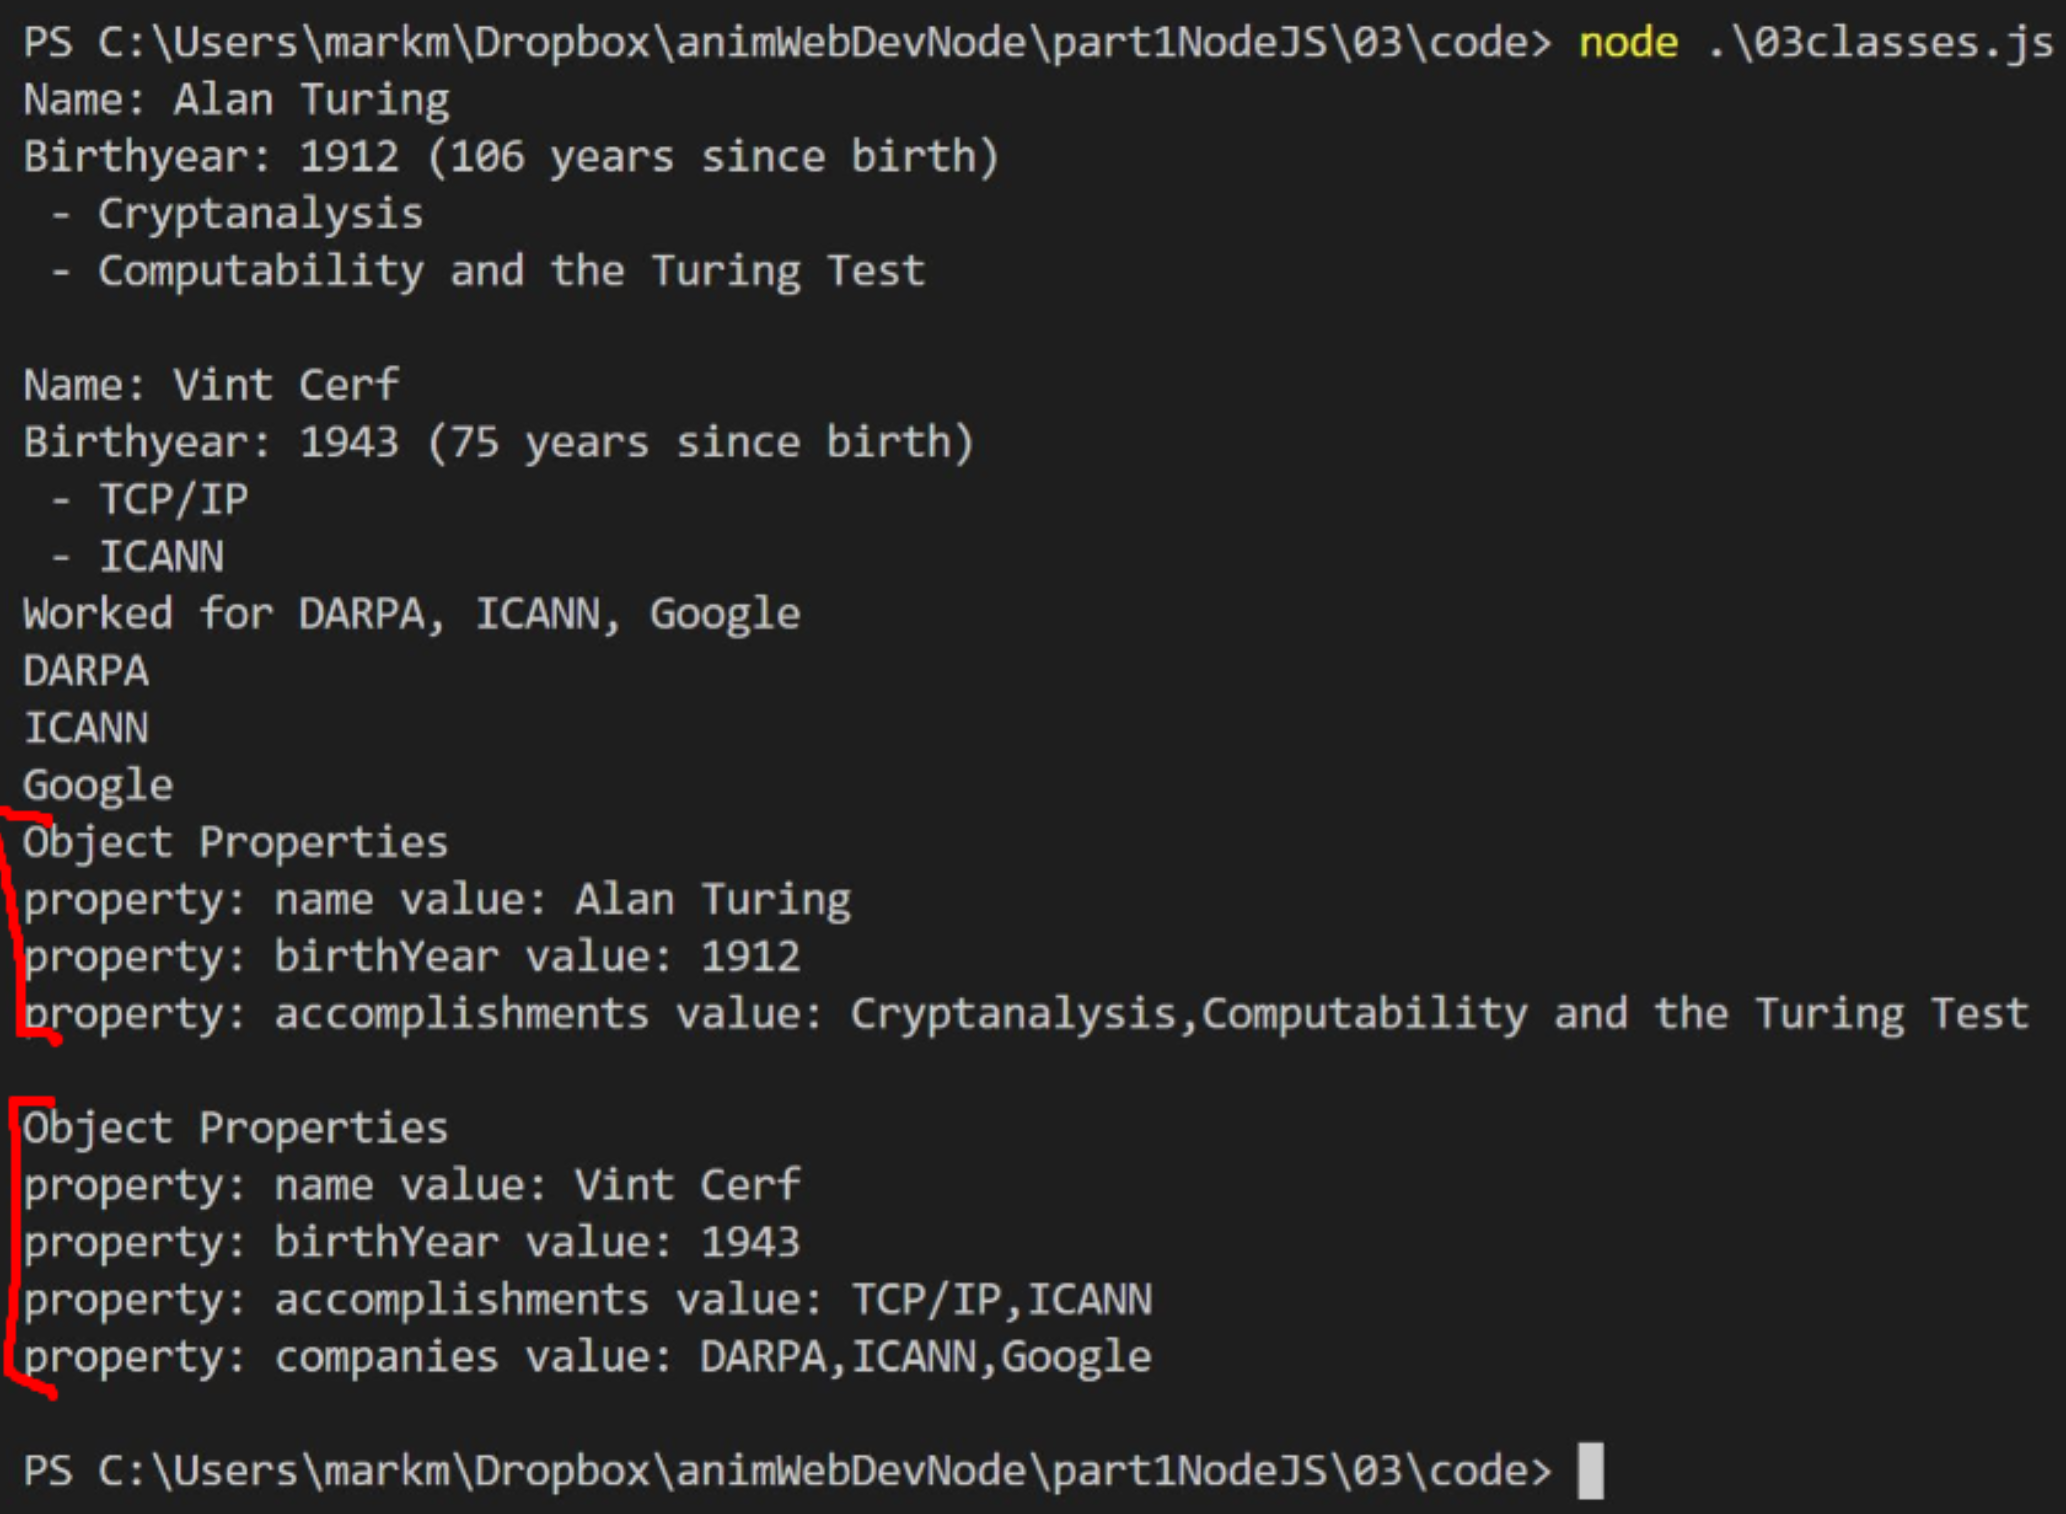 PS C:\Users\markm\Dropbox\animWebDevNode\part1NodeJS\03\code> node .\03classes.js
Name: Alan Turing
Birthyear: 1912 (106 years since birth)
 - Cryptanalysis
 - Computability and the Turing Test

Name: Vint Cerf
Birthyear: 1943 (75 years since birth)
 - TCP/IP
 - ICANN
Worked for DARPA, ICANN, Google
DARPA
ICANN
Google
Object Properties
property: name value: Alan Turing
property: birthYear value: 1912
property: accomplishments value: Cryptanalysis,Computability and the Turing Test

Object Properties
property: name value: Vint Cerf
property: birthYear value: 1943
property: accomplishments value: TCP/IP,ICANN
property: companies value: DARPA,ICANN,Google

PS C:\Users\markm\Dropbox\animWebDevNode\part1NodeJS\03\code>